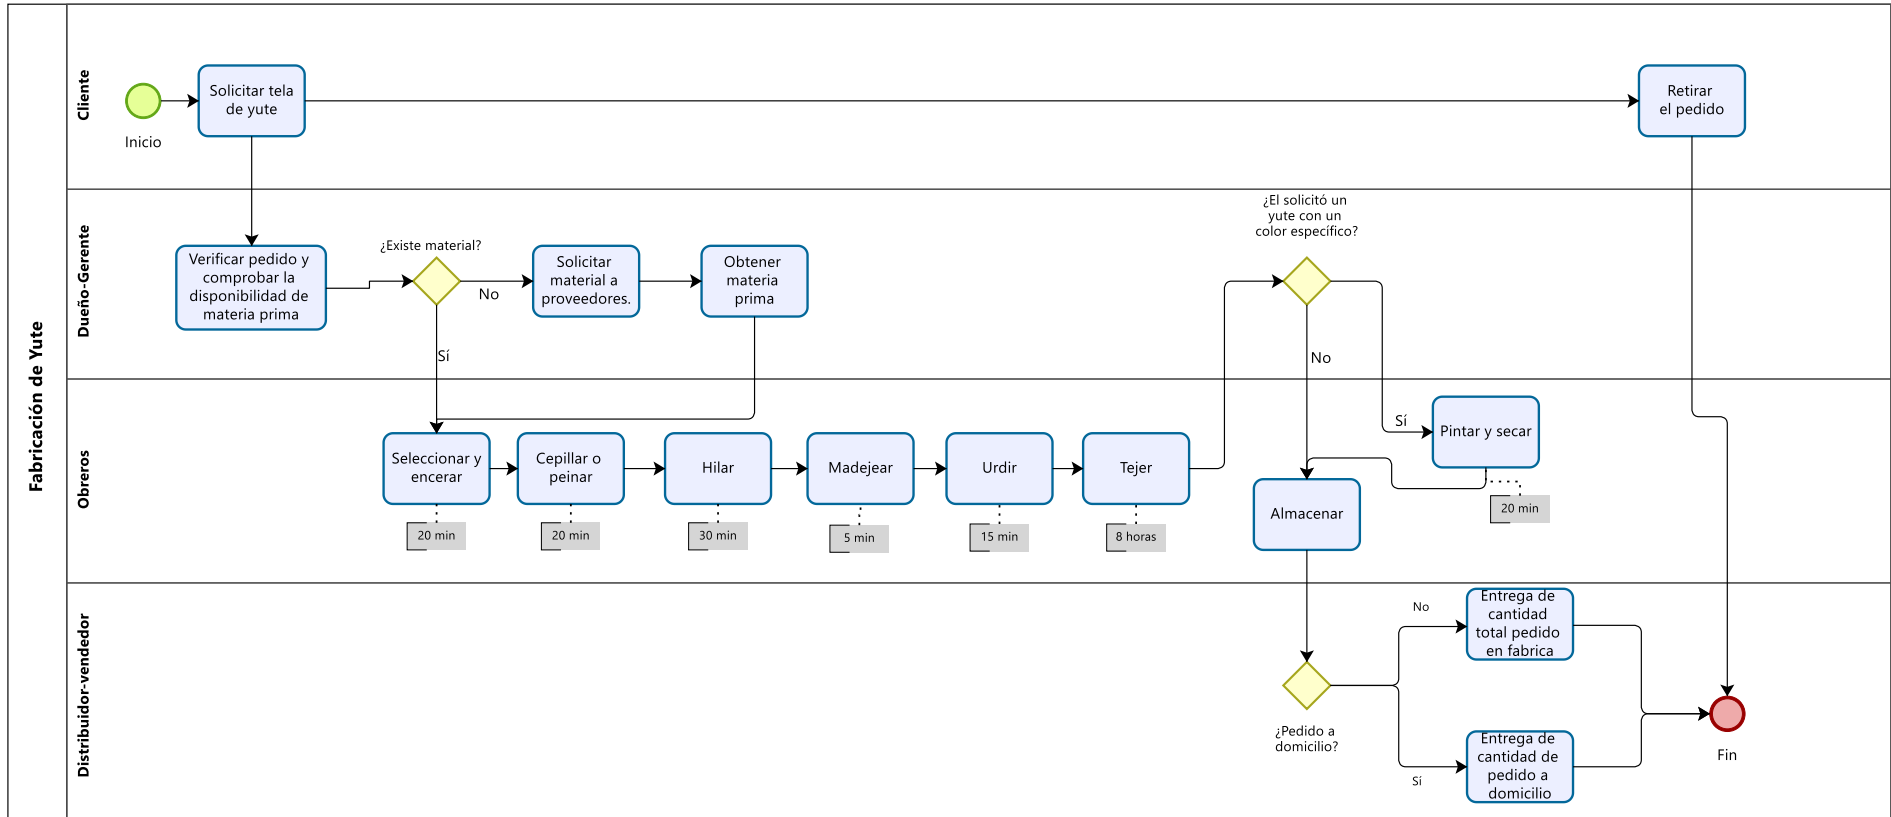 Fabricación de Yute
Cliente
Inicio
Solicitar tela
de yute
Retirar
el pedido
Dueño-Gerente
Verificar pedido y
comprobar la
disponibilidad de
materia prima
¿Existe material?
No
Sí
Solicitar
material a
proveedores.
Obtener
materia
prima
¿El solicitó un
yute con un
color específico?
No
Sí
Obreros
Seleccionar y
encerar
20 min
Cepillar o
peinar
20 min
Hilar
30 min
Madejear
5 min
Urdir
15 min
Tejer
8 horas
Pintar y secar
20 min
Almacenar
Distribuidor-vendedor
¿Pedido a
domicilio?
No
Entrega de
cantidad
total pedido
en fabrica
Sí
Entrega de
cantidad de
pedido a
domicilio
Fin